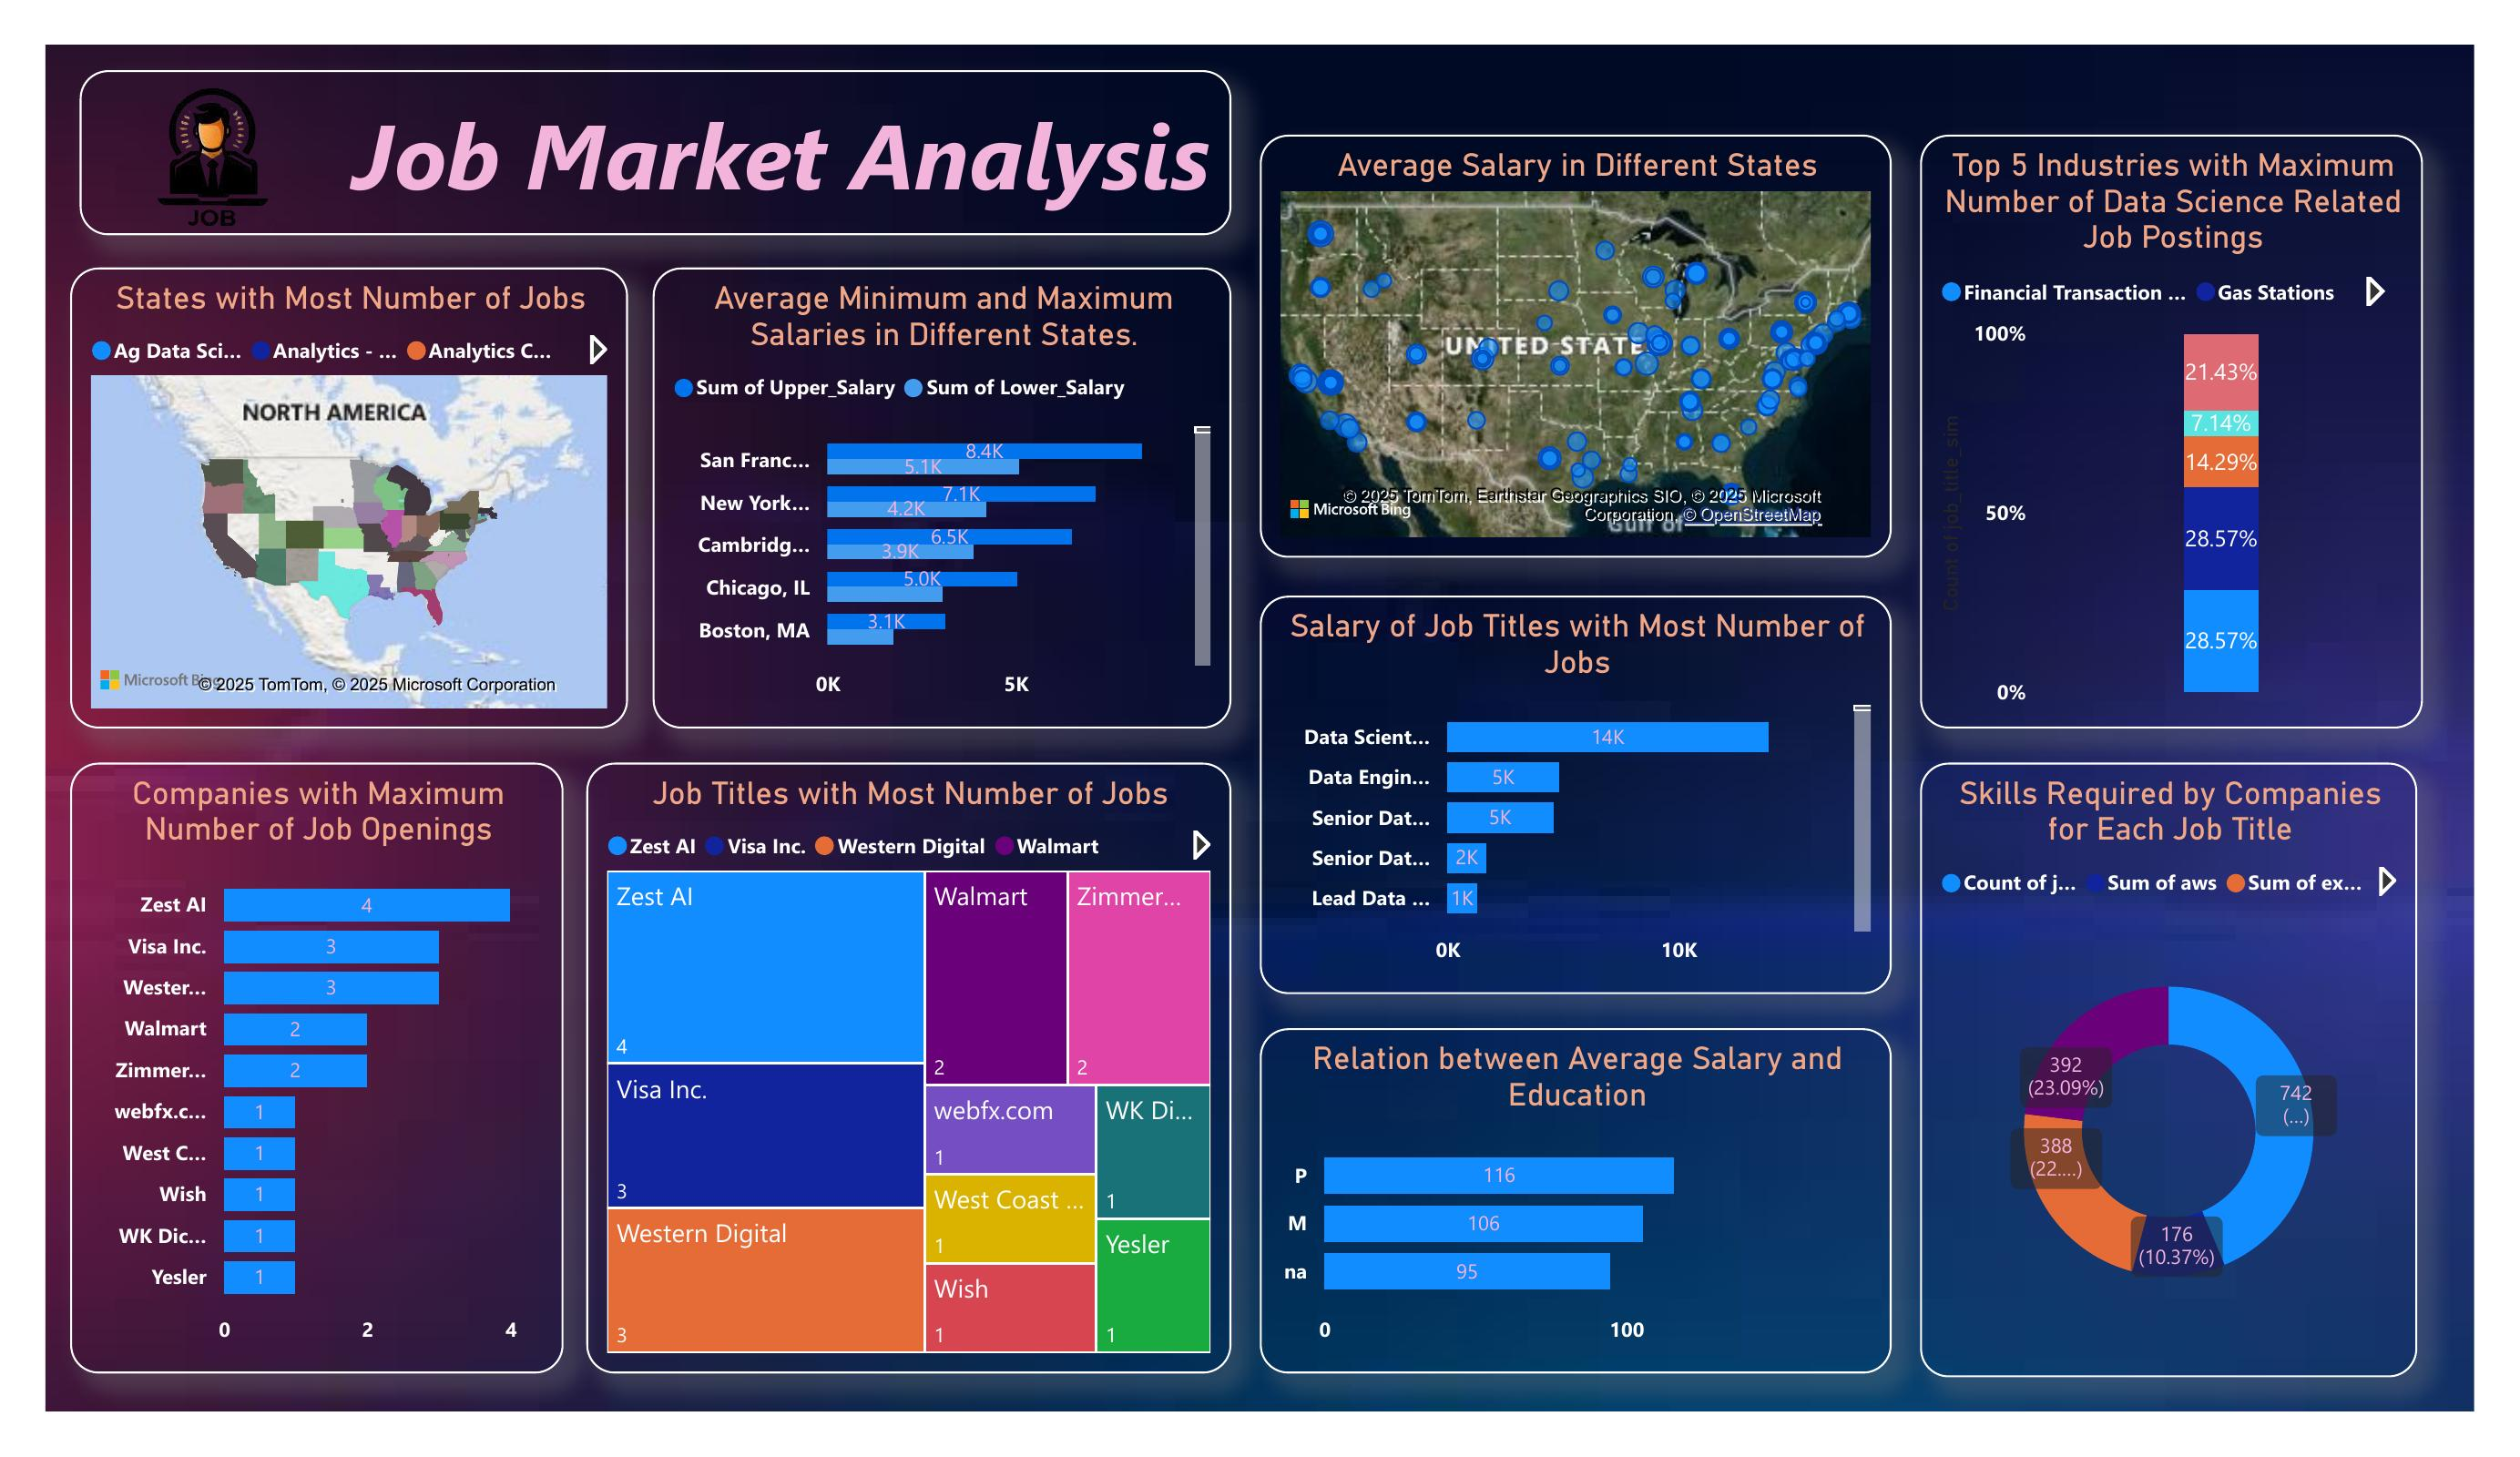 JOB
Job Market Analysis
States with Most Number of Jobs
Ag Data Sci... Analytics - ... Analytics C...
NORTH AMERICA
Microsoft Bing
© 2025 TomTom, © 2025 Microsoft Corporation
Average Minimum and Maximum
Salaries in Different States.
Sum of Upper_Salary Sum of Lower_Salary
San Franc... 8.4K
5.1K
New York... 7.1K
4.2K
Cambridg... 6.5K
3.9K
Chicago, IL 5.0K
Boston, MA 3.1K
0K 5K
Average Salary in Different States
UNITED STATE
© 2025 TomTom, Earthstar Geographics SIO, © 2025 Microsoft
Microsoft Bing
Corporation, © OpenStreetMap
Gulf of
Top 5 Industries with Maximum
Number of Data Science Related
Job Postings
Financial Transaction ... Gas Stations
Count of job_title_sim
100%
50%
0%
21.43%
7.14%
14.29%
28.57%
28.57%
Companies with Maximum
Number of Job Openings
Zest AI 4
Visa Inc. 3
Wester... 3
Walmart 2
Zimmer... 2
webfx.c... 1
West C... 1
Wish 1
WK Dic... 1
Yesler 1
0 2 4
Job Titles with Most Number of Jobs
Zest AI Visa Inc. Western Digital Walmart
Zest AI
4
Visa Inc.
3
Western Digital
3
Walmart
2
Zimmer...
2
webfx.com
1
West Coast ...
1
Wish
1
WK Di...
1
Yesler
1
Salary of Job Titles with Most Number of
Jobs
Data Scient... 14K
Data Engin... 5K
Senior Dat... 5K
Senior Dat... 2K
Lead Data ... 1K
0K 10K
Relation between Average Salary and
Education
P 116
M 106
na 95
0 100
Skills Required by Companies
for Each Job Title
Count of j... Sum of aws Sum of ex...
392
(23.09%)
742
(...)
388
(22....)
176
(10.37%)